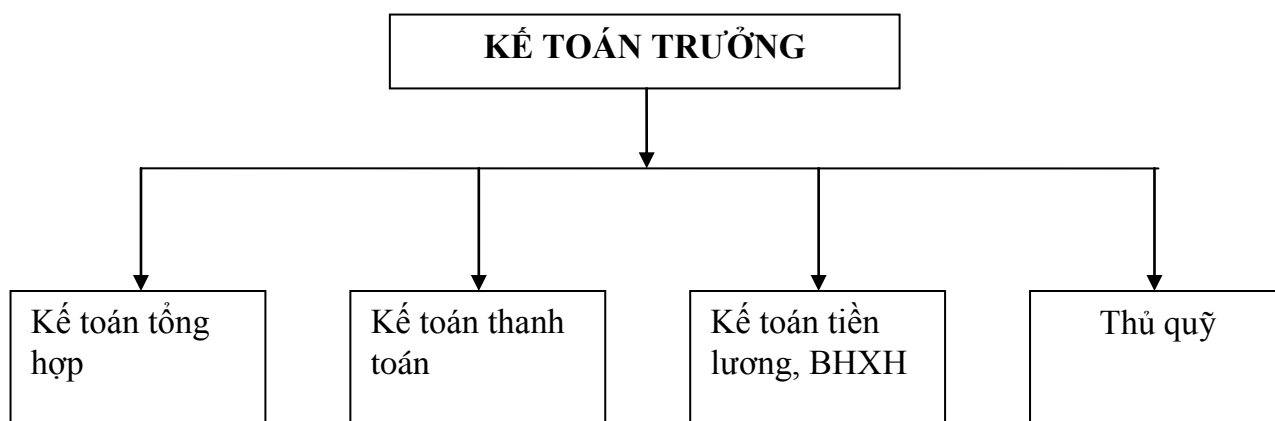 KẾ TOÁN TRƯỞNG
Kế toán tổng
hợp
Kế toán thanh
toán
Kế toán tiền
lương, BHXH
Thủ quỹ